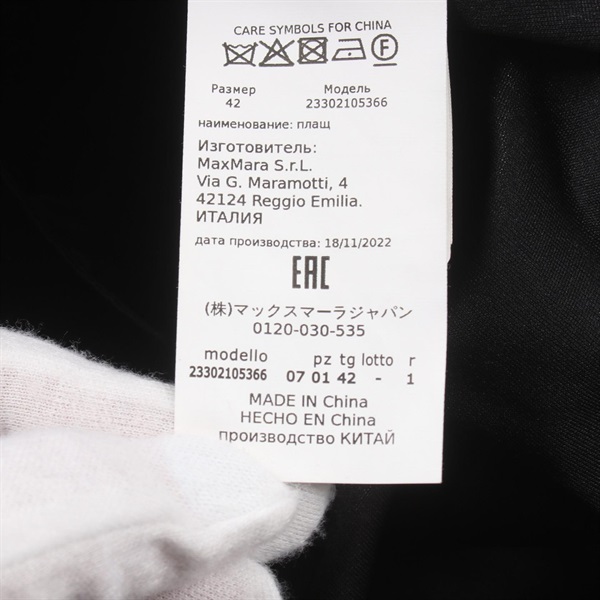 CARE SYMBOLS FOR CHINA
F
Размер Модель
42 23302105366
наименование: плащ
Изготовитель:
MaxMara S.r.L.
Via G. Maramotti, 4
42124 Reggio Emilia.
ИТАЛИЯ
дата производства: 18/11/2022
EAC
(株)マックスマーラジャパン
0120-030-535
modello pz tg lotto r
23302105366 07 01 42 - 1
MADE IN China
HECHO EN China
производство КИТАЙ